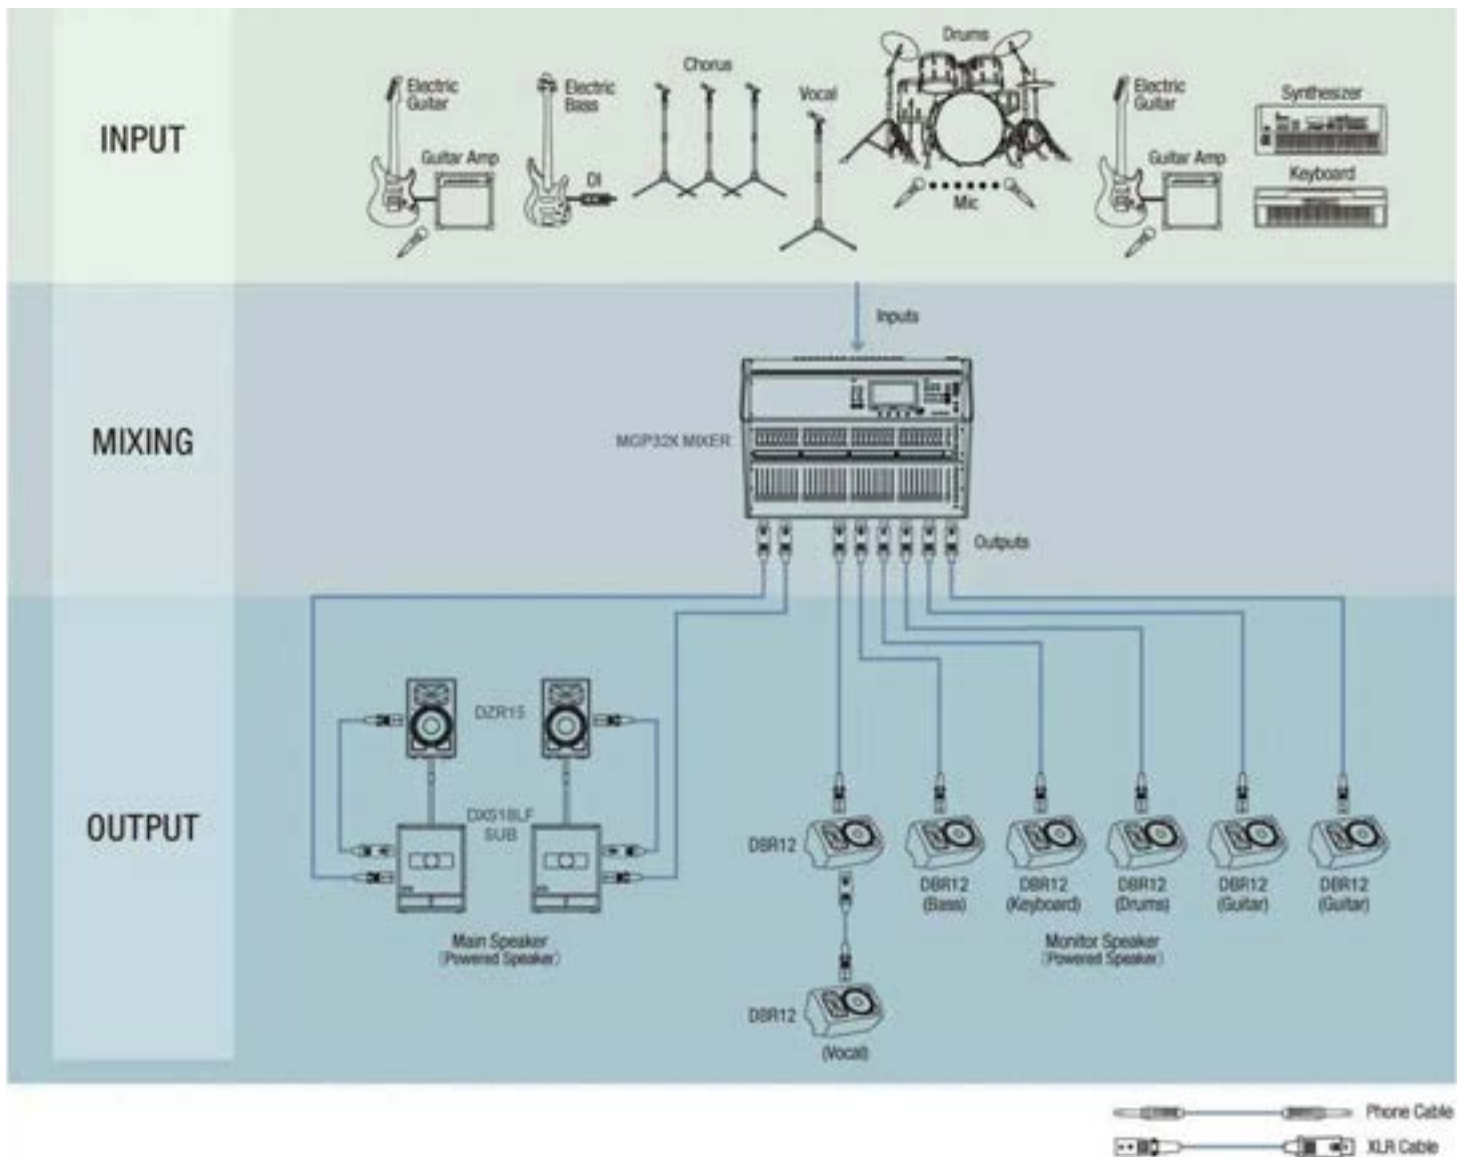 INPUT
Electric
Guitar
Guitar Amp
Electric
Bass
DI
Chorus
Vocal
Drums
Mic
Electric
Guitar
Guitar Amp
Synthesizer
Keyboard
MIXING
Inputs
MGP32X MIXER
Outputs
OUTPUT
DZR15
DXS18LF
SUB
Main Speaker
(Powered Speaker)
DBR12
DBR12
(Bass)
DBR12
(Keyboard)
DBR12
(Drums)
DBR12
(Guitar)
DBR12
(Guitar)
Monitor Speaker
(Powered Speaker)
DBR12
(Vocal)
Phone Cable
XLR Cable